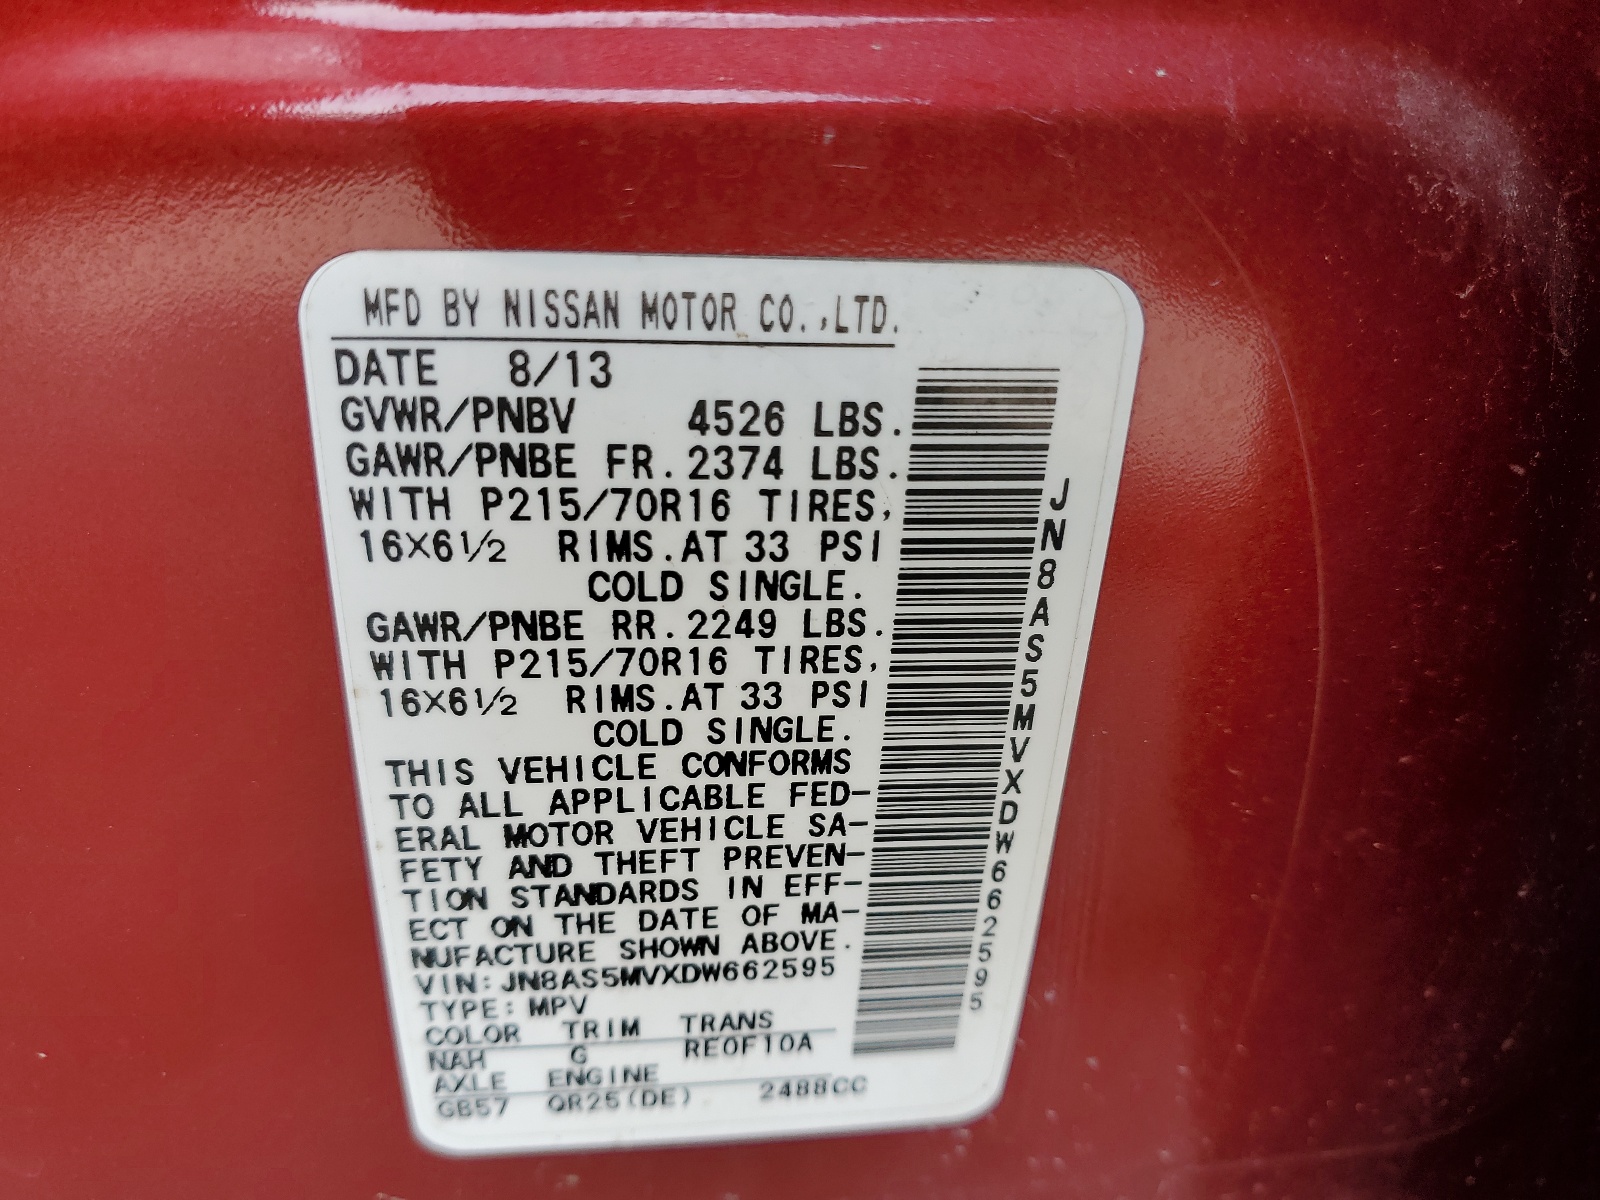 MFD BY NISSAN MOTOR CO.,LTD.
DATE 8/13
GVWR/PNBV 4526 LBS.
GAWR/PNBE FR.2374 LBS.
WITH P215/70R16 TIRES,
16×6½ RIMS.AT 33 PSI
COLD SINGLE.
GAWR/PNBE RR.2249 LBS.
WITH P215/70R16 TIRES,
16×6½ RIMS.AT 33 PSI
COLD SINGLE.
THIS VEHICLE CONFORMS
TO ALL APPLICABLE FED-
ERAL MOTOR VEHICLE SA-
FETY AND THEFT PREVEN-
TION STANDARDS IN EFF-
ECT ON THE DATE OF MA-
NUFACTURE SHOWN ABOVE.
VIN:JN8AS5MVXDW662595
TYPE:MPV
COLOR TRIM TRANS
NAH G RE0F10A
AXLE ENGINE
GB57 QR25(DE) 2488CC
JN8AS5MVXDW662595